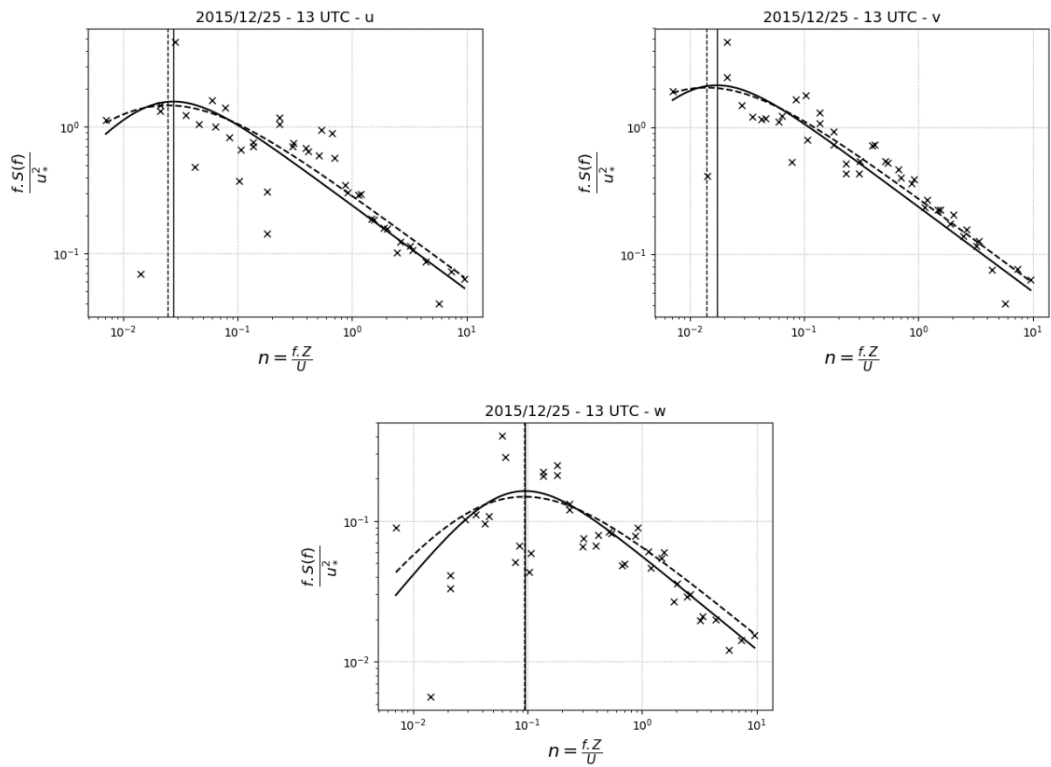 2015/12/25 - 13 UTC - u
f.S(f)
u*²
10⁰
10⁻¹
10⁻² 10⁻¹ 10⁰ 10¹
n = f.Z/U
2015/12/25 - 13 UTC - v
f.S(f)
u*²
10⁰
10⁻¹
10⁻² 10⁻¹ 10⁰ 10¹
n = f.Z/U
2015/12/25 - 13 UTC - w
f.S(f)
u*²
10⁻¹
10⁻²
10⁻² 10⁻¹ 10⁰ 10¹
n = f.Z/U